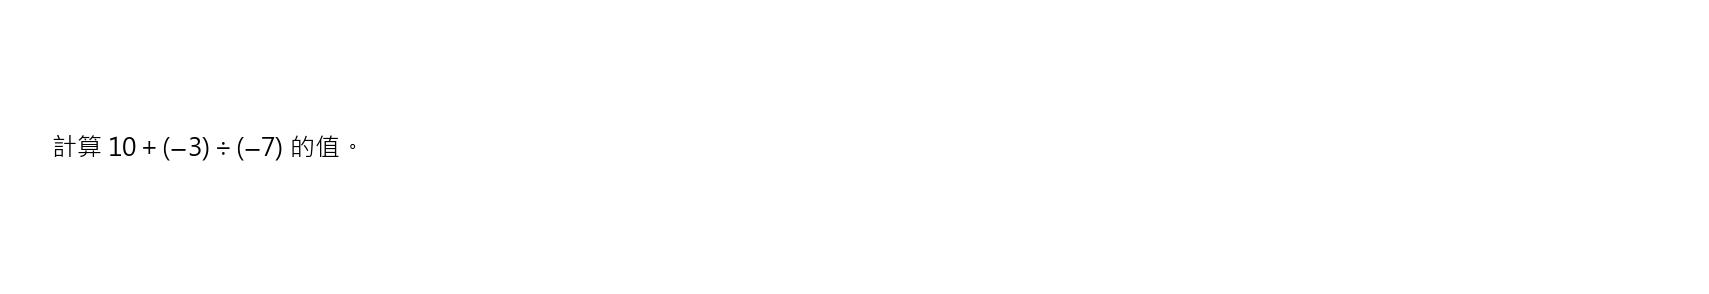 計算 10 + (−3) ÷ (−7) 的值。